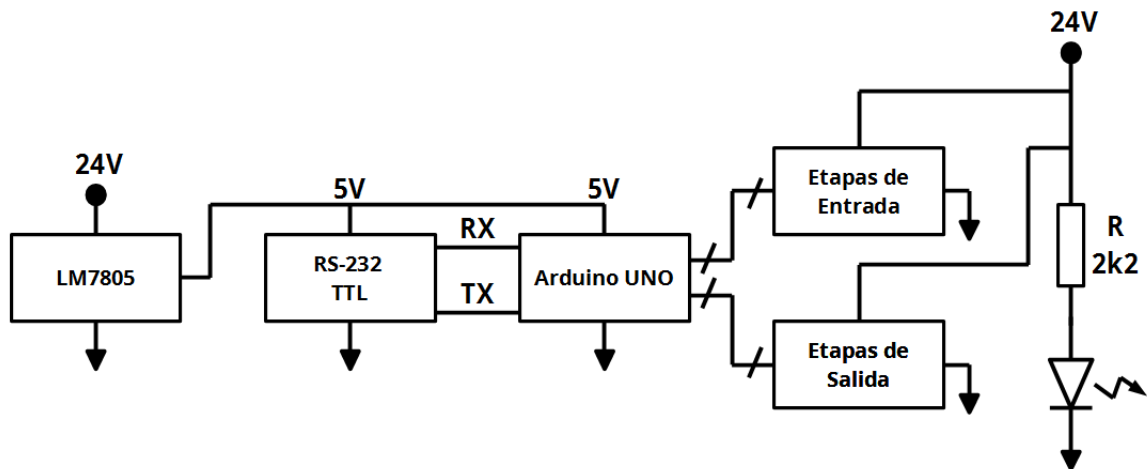 24V
24V
5V
5V
Etapas de
Entrada
RX
R
2k2
LM7805
RS-232
TTL
Arduino UNO
TX
Etapas de
Salida